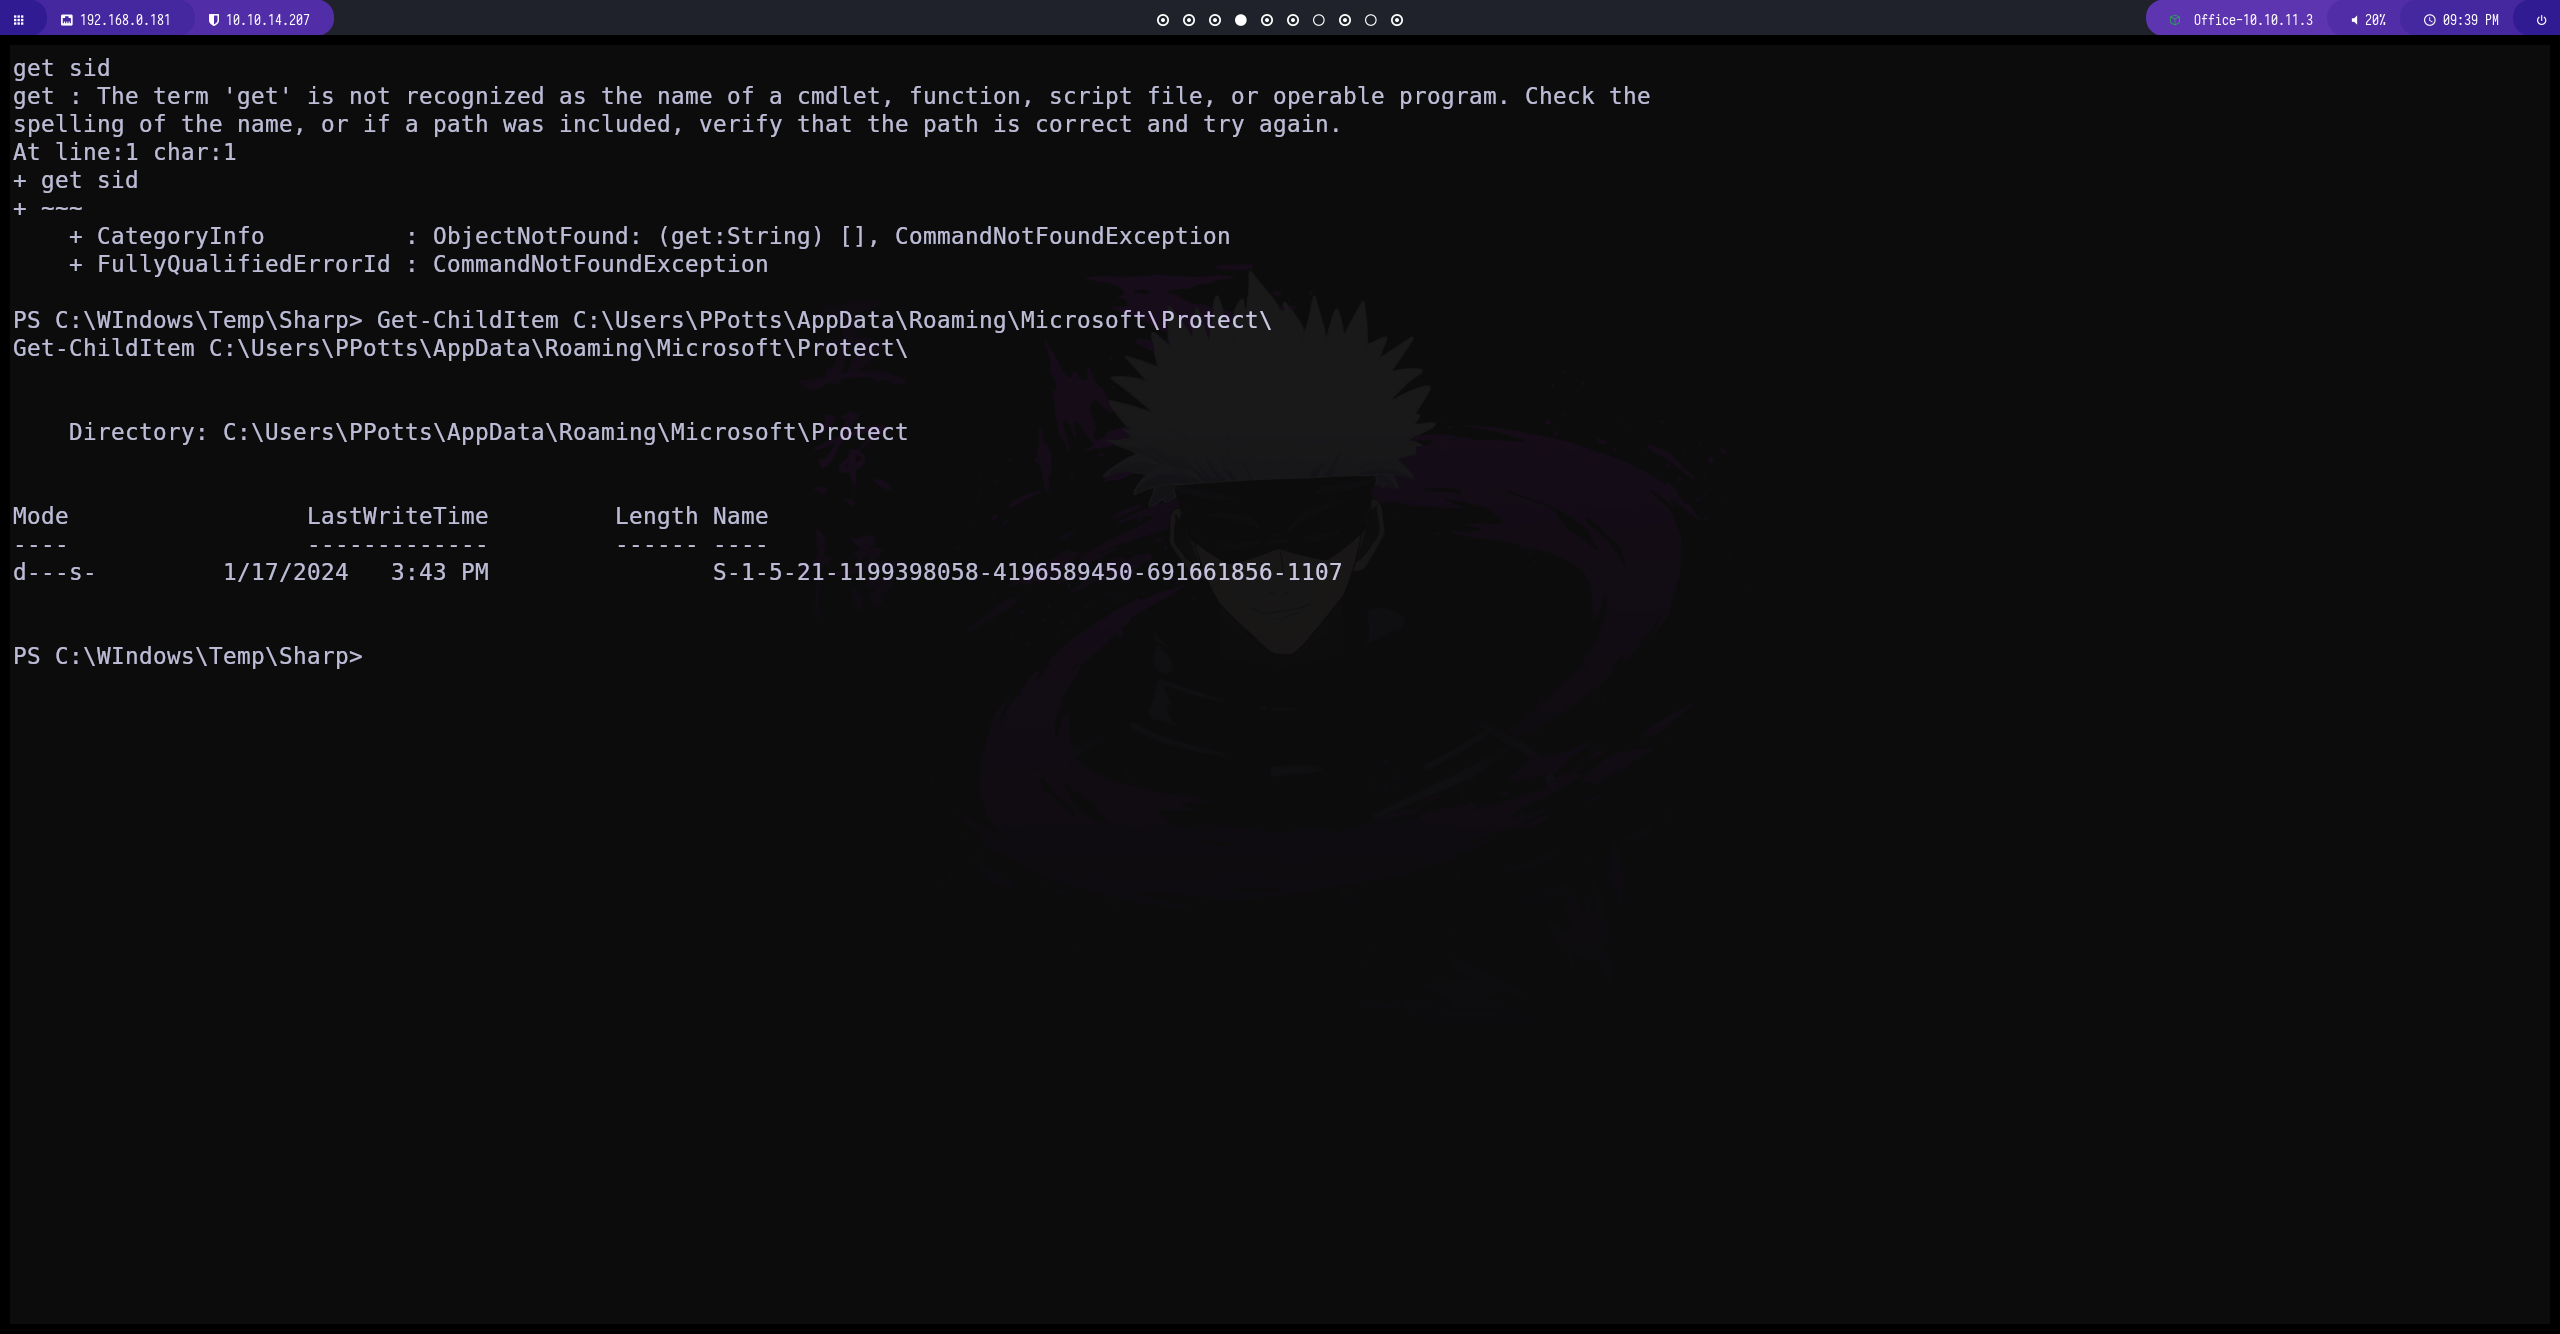 192.168.0.181 10.10.14.207 Office-10.10.11.3 20% 09:39 PM
get sid
get : The term 'get' is not recognized as the name of a cmdlet, function, script file, or operable program. Check the
spelling of the name, or if a path was included, verify that the path is correct and try again.
At line:1 char:1
+ get sid
+ ~~~
    + CategoryInfo          : ObjectNotFound: (get:String) [], CommandNotFoundException
    + FullyQualifiedErrorId : CommandNotFoundException
PS C:\WIndows\Temp\Sharp> Get-ChildItem C:\Users\PPotts\AppData\Roaming\Microsoft\Protect\
Get-ChildItem C:\Users\PPotts\AppData\Roaming\Microsoft\Protect\
    Directory: C:\Users\PPotts\AppData\Roaming\Microsoft\Protect
Mode                 LastWriteTime         Length Name
----                 -------------         ------ ----
d---s-         1/17/2024   3:43 PM                S-1-5-21-1199398058-4196589450-691661856-1107
PS C:\WIndows\Temp\Sharp>